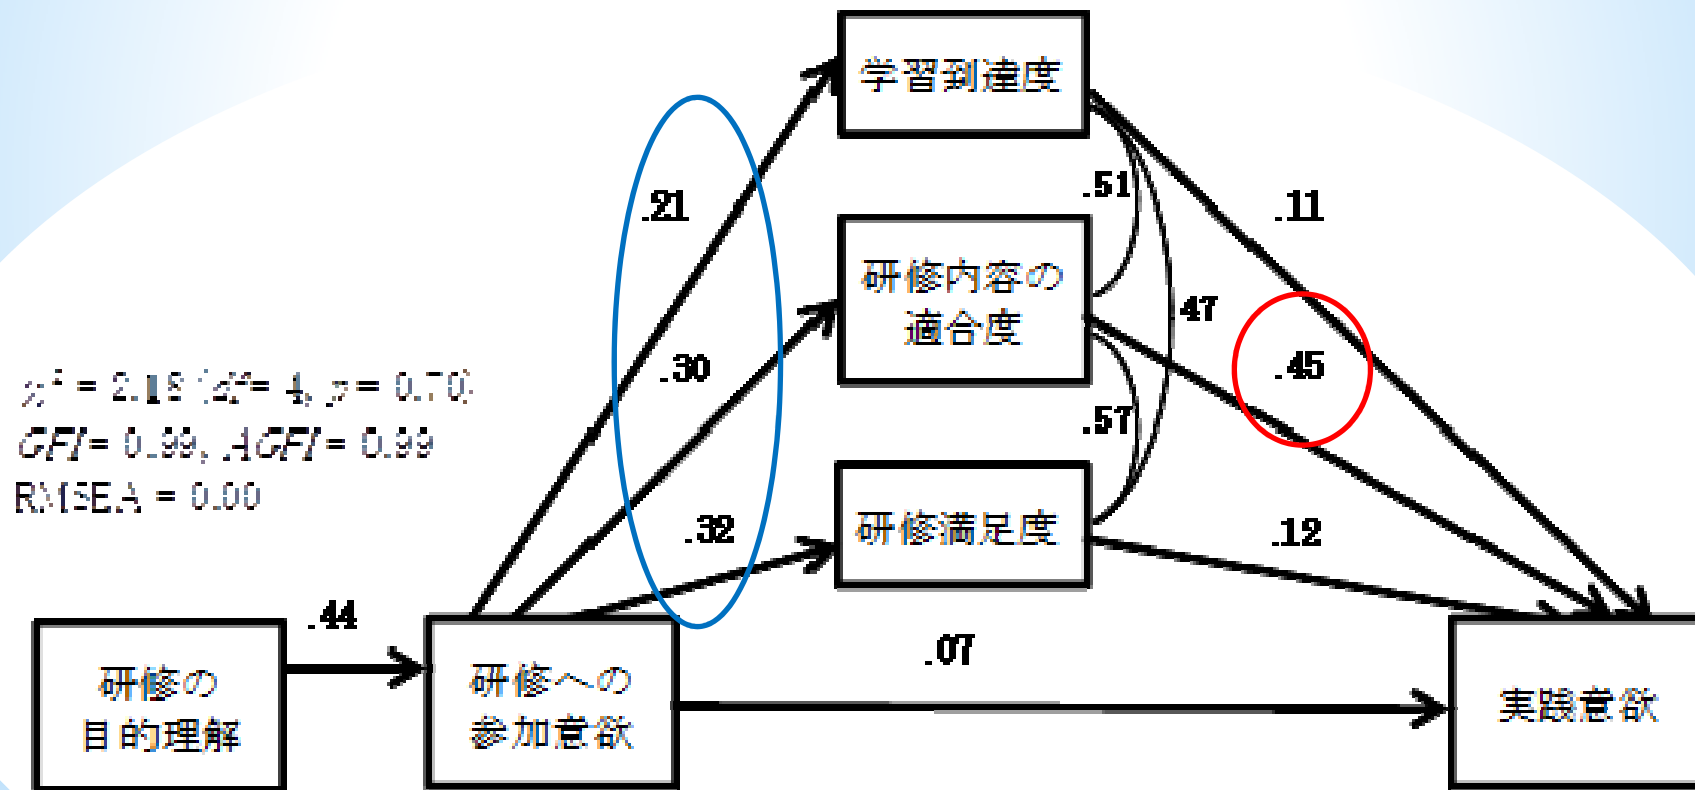 学習到達度
.21
.51
.11
研修内容の
適合度
.47
.30
.45
χ² = 2.18 (df= 4, p = 0.70)
GFI = 0.99, AGFI = 0.99
RMSEA = 0.00
.57
研修満足度
.32
.12
.44
.07
研修の
目的理解
研修への
参加意欲
実践意欲